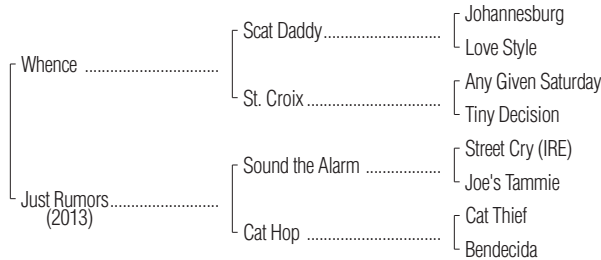 Johannesburg
Scat Daddy
Love Style
Whence
Any Given Saturday
St. Croix
Tiny Decision
Street Cry (IRE)
Sound the Alarm
Joe's Tammie
Just Rumors
(2013)
Cat Thief
Cat Hop
Bendecida